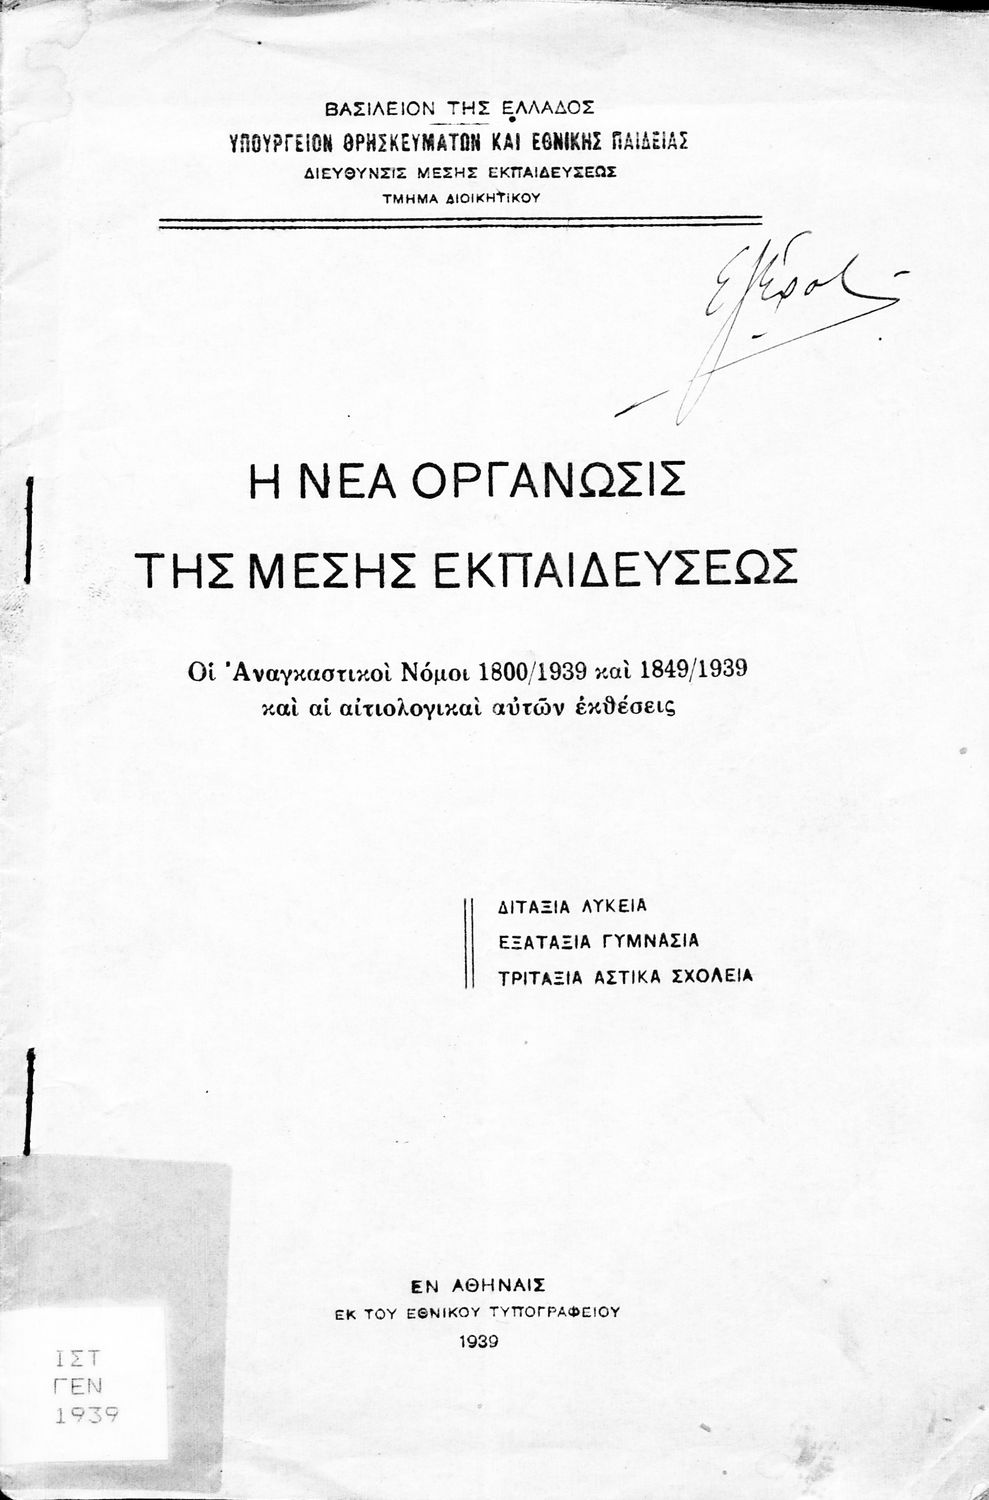 ΒΑΣΙΛΕΙΟΝ ΤΗΣ ΕΛΛΑΔΟΣ
ΥΠΟΥΡΓΕΙΟΝ ΘΡΗΣΚΕΥΜΑΤΩΝ ΚΑΙ ΕΘΝΙΚΗΣ ΠΑΙΔΕΙΑΣ
ΔΙΕΥΘΥΝΣΙΣ ΜΕΣΗΣ ΕΚΠΑΙΔΕΥΣΕΩΣ
ΤΜΗΜΑ ΔΙΟΙΚΗΤΙΚΟΥ
Η ΝΕΑ ΟΡΓΑΝΩΣΙΣ
ΤΗΣ ΜΕΣΗΣ ΕΚΠΑΙΔΕΥΣΕΩΣ
Οἱ Ἀναγκαστικοὶ Νόμοι 1800/1939 καὶ 1849/1939
καὶ αἱ αἰτιολογικαὶ αὐτῶν ἐκθέσεις
ΔΙΤΑΞΙΑ ΛΥΚΕΙΑ
ΕΞΑΤΑΞΙΑ ΓΥΜΝΑΣΙΑ
ΤΡΙΤΑΞΙΑ ΑΣΤΙΚΑ ΣΧΟΛΕΙΑ
ΕΝ ΑΘΗΝΑΙΣ
ΕΚ ΤΟΥ ΕΘΝΙΚΟΥ ΤΥΠΟΓΡΑΦΕΙΟΥ
1939
ΙΣΤ
ΓΕΝ
1939